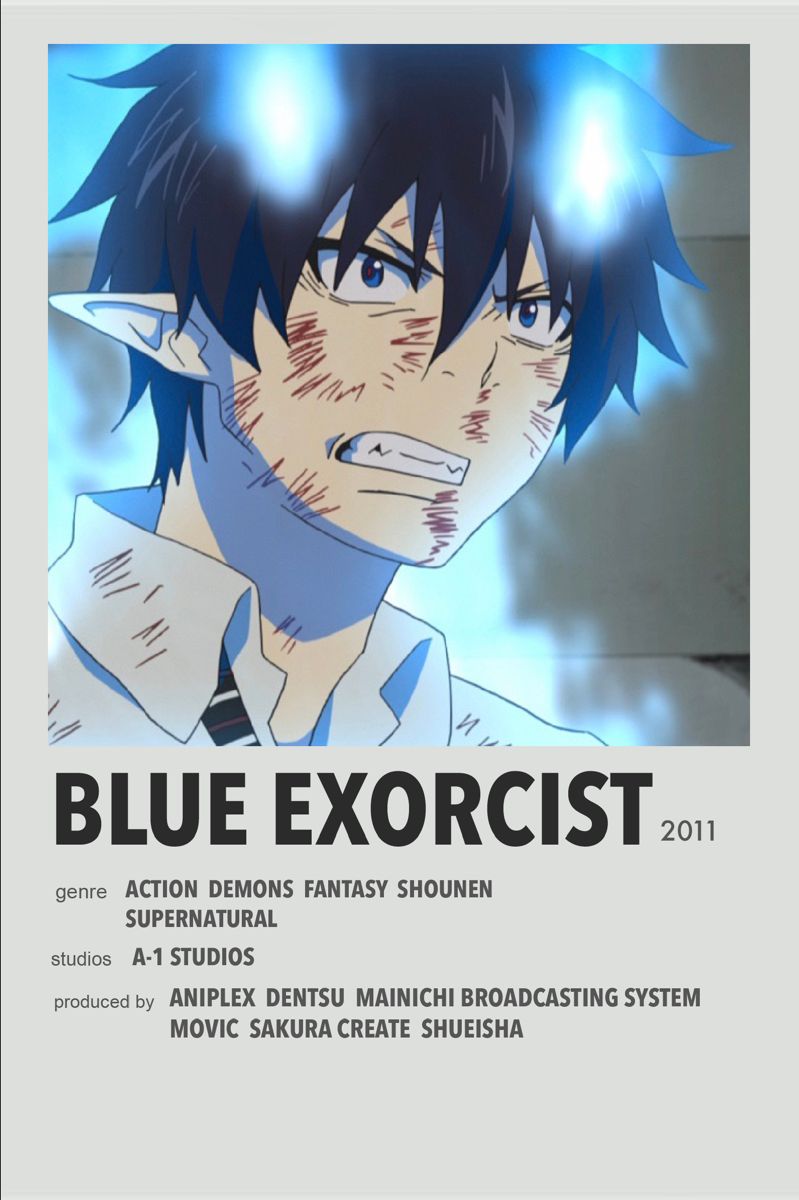 BLUE EXORCIST 2011
genre ACTION DEMONS FANTASY SHOUNEN
SUPERNATURAL
studios A-1 STUDIOS
produced by ANIPLEX DENTSU MAINICHI BROADCASTING SYSTEM
MOVIC SAKURA CREATE SHUEISHA